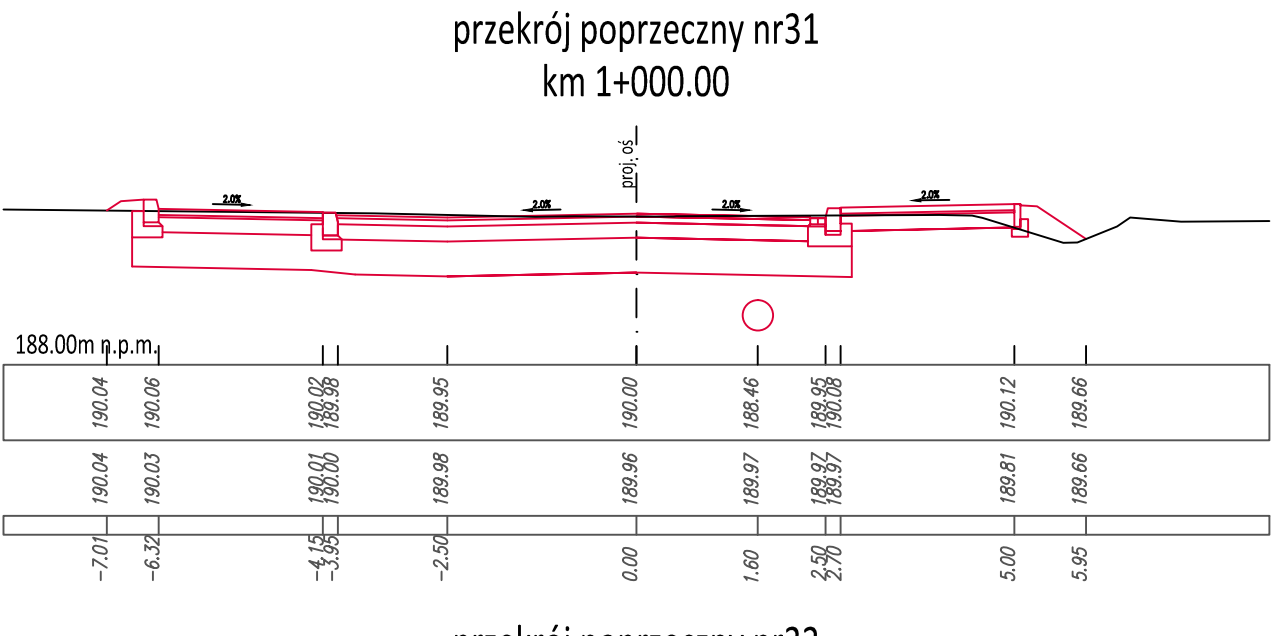 przekrój poprzeczny nr31
km 1+000.00
proj. oś
2.0% 2.0% 2.0% 2.0%
188.00m n.p.m.
190.04 190.06 190.02 189.98 189.95 190.00 188.46 189.95 190.08 190.12 189.66
190.04 190.03 190.01 190.00 189.98 189.96 189.97 189.97 189.97 189.81 189.66
-7.01 -6.32 -4.15 -3.95 -2.50 0.00 1.60 2.50 2.70 5.00 5.95
przekrój poprzeczny